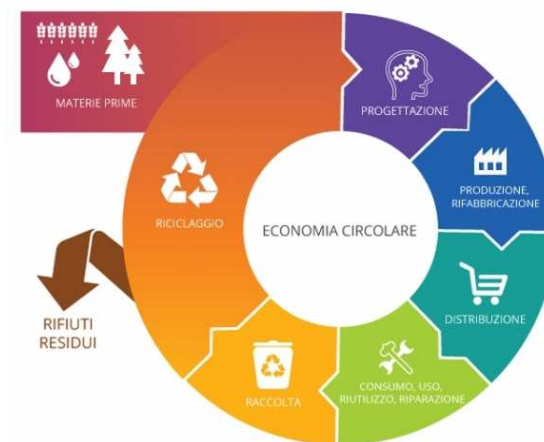 MATERIE PRIME
PROGETTAZIONE
PRODUZIONE,
RIFABBRICAZIONE
DISTRIBUZIONE
CONSUMO, USO,
RIUTILIZZO, RIPARAZIONE
RACCOLTA
RICICLAGGIO
RIFIUTI
RESIDUI
ECONOMIA CIRCOLARE